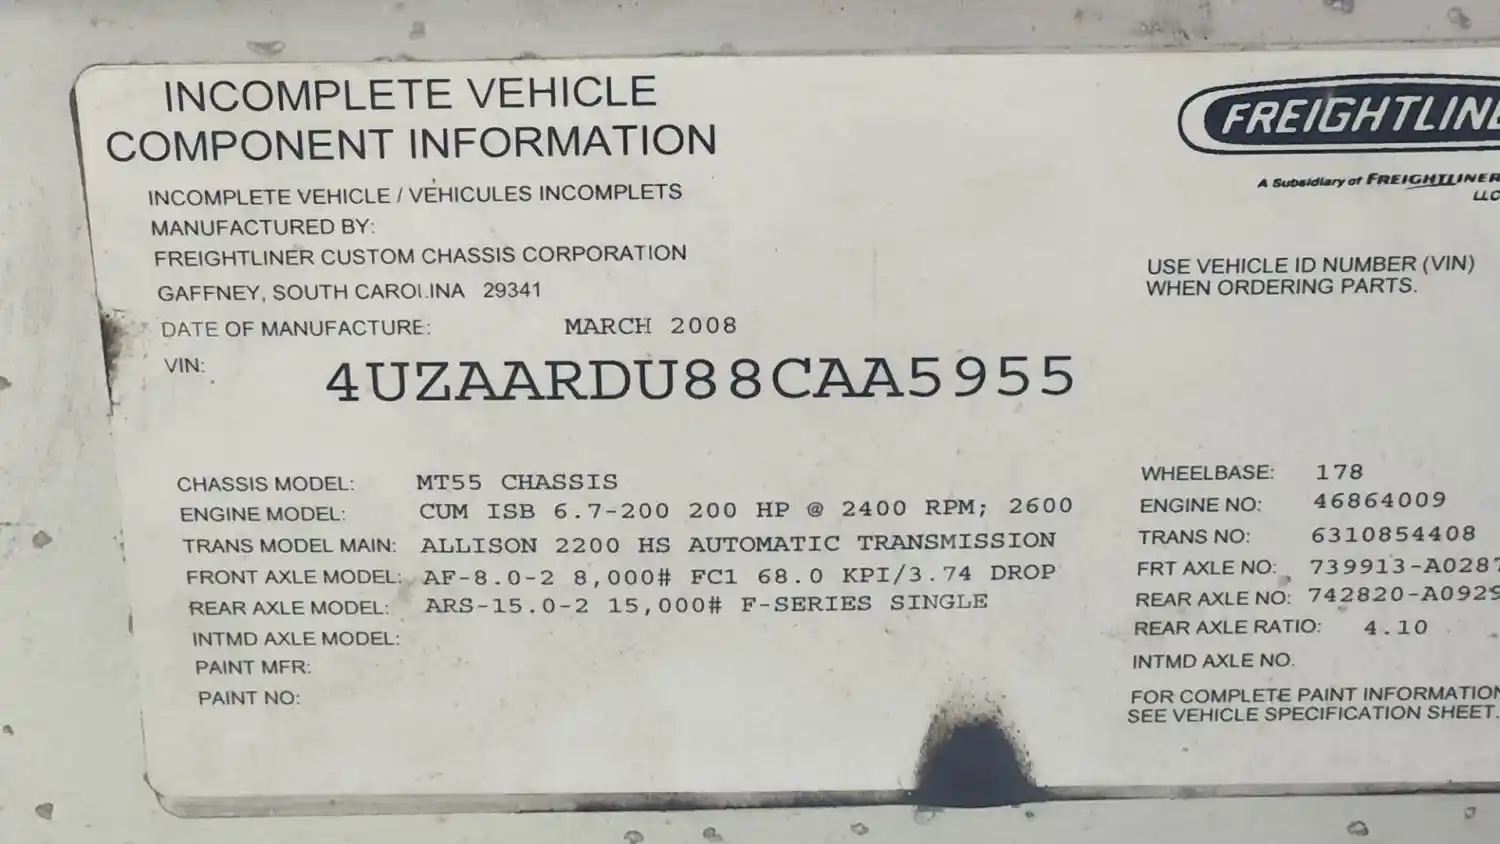 INCOMPLETE VEHICLE
COMPONENT INFORMATION
INCOMPLETE VEHICLE / VÉHICULES INCOMPLETS
MANUFACTURED BY:
FREIGHTLINER CUSTOM CHASSIS CORPORATION
GAFFNEY, SOUTH CAROLINA 29341
DATE OF MANUFACTURE: MARCH 2008
VIN: 4UZAARDU88CAA5955
FREIGHTLINE
A Subsidiary of FREIGHTLINER
LLC
USE VEHICLE ID NUMBER (VIN)
WHEN ORDERING PARTS.
CHASSIS MODEL: MT55 CHASSIS
ENGINE MODEL: CUM ISB 6.7-200 200 HP @ 2400 RPM; 2600
TRANS MODEL MAIN: ALLISON 2200 HS AUTOMATIC TRANSMISSION
FRONT AXLE MODEL: AF-8.0-2 8,000# FC1 68.0 KPI/3.74 DROP
REAR AXLE MODEL: ARS-15.0-2 15,000# F-SERIES SINGLE
INTMD AXLE MODEL:
PAINT MFR:
PAINT NO:
WHEELBASE: 178
ENGINE NO: 46864009
TRANS NO: 6310854408
FRT AXLE NO: 739913-A0287
REAR AXLE NO: 742820-A0929
REAR AXLE RATIO: 4.10
INTMD AXLE NO.
FOR COMPLETE PAINT INFORMATION
SEE VEHICLE SPECIFICATION SHEET.